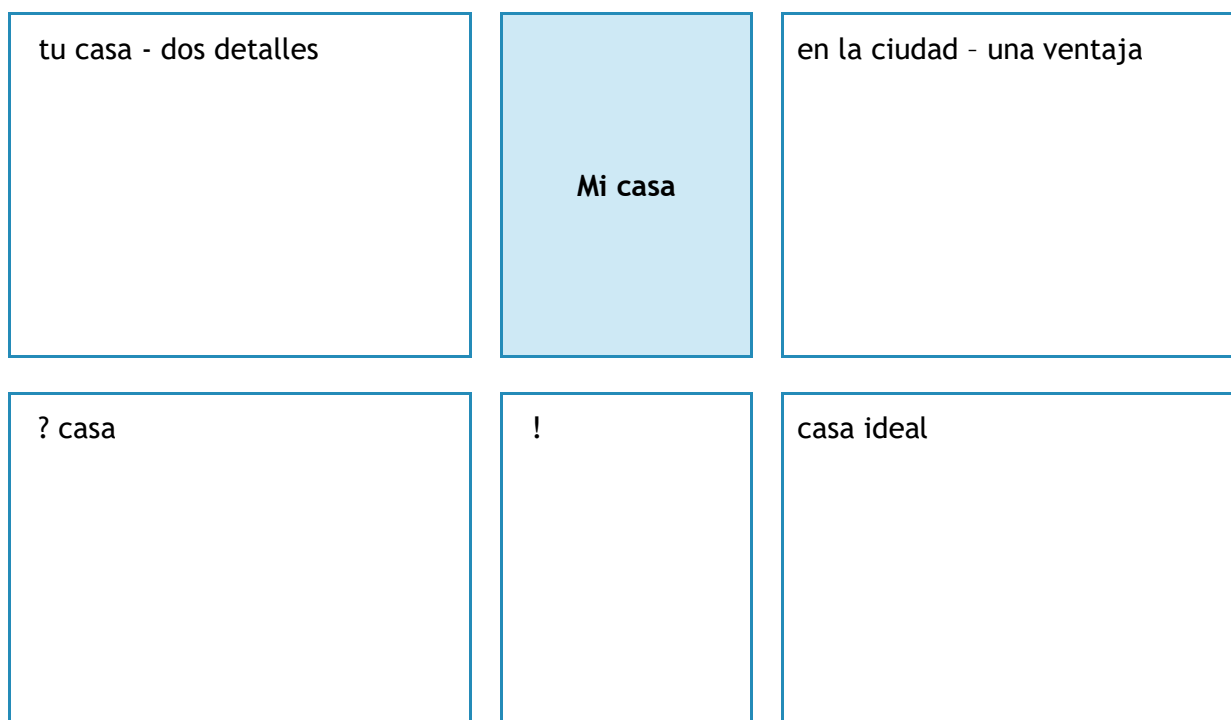 tu casa - dos detalles
Mi casa
en la ciudad – una ventaja
? casa
!
casa ideal